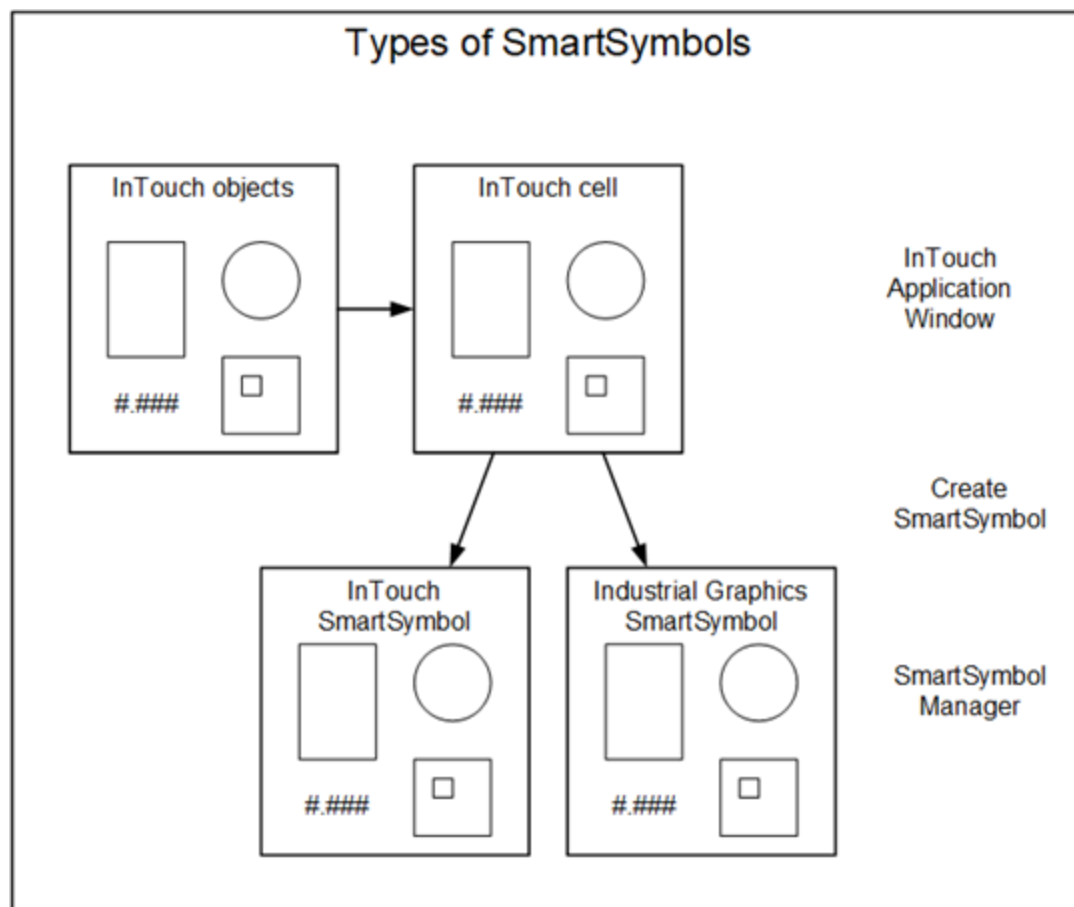 Types of SmartSymbols
InTouch objects
#.###
InTouch cell
#.###
InTouch
Application
Window
Create
SmartSymbol
InTouch
SmartSymbol
#.###
Industrial Graphics
SmartSymbol
#.###
SmartSymbol
Manager